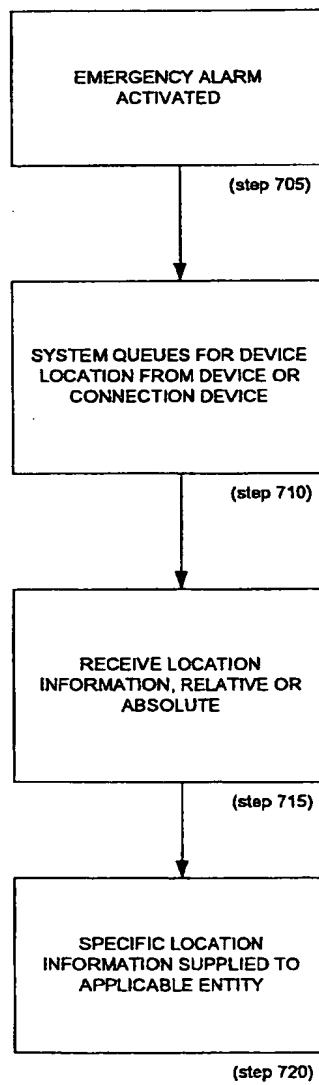 EMERGENCY ALARM
ACTIVATED
(step 705)
SYSTEM QUEUES FOR DEVICE
LOCATION FROM DEVICE OR
CONNECTION DEVICE
(step 710)
RECEIVE LOCATION
INFORMATION, RELATIVE OR
ABSOLUTE
(step 715)
SPECIFIC LOCATION
INFORMATION SUPPLIED TO
APPLICABLE ENTITY
(step 720)